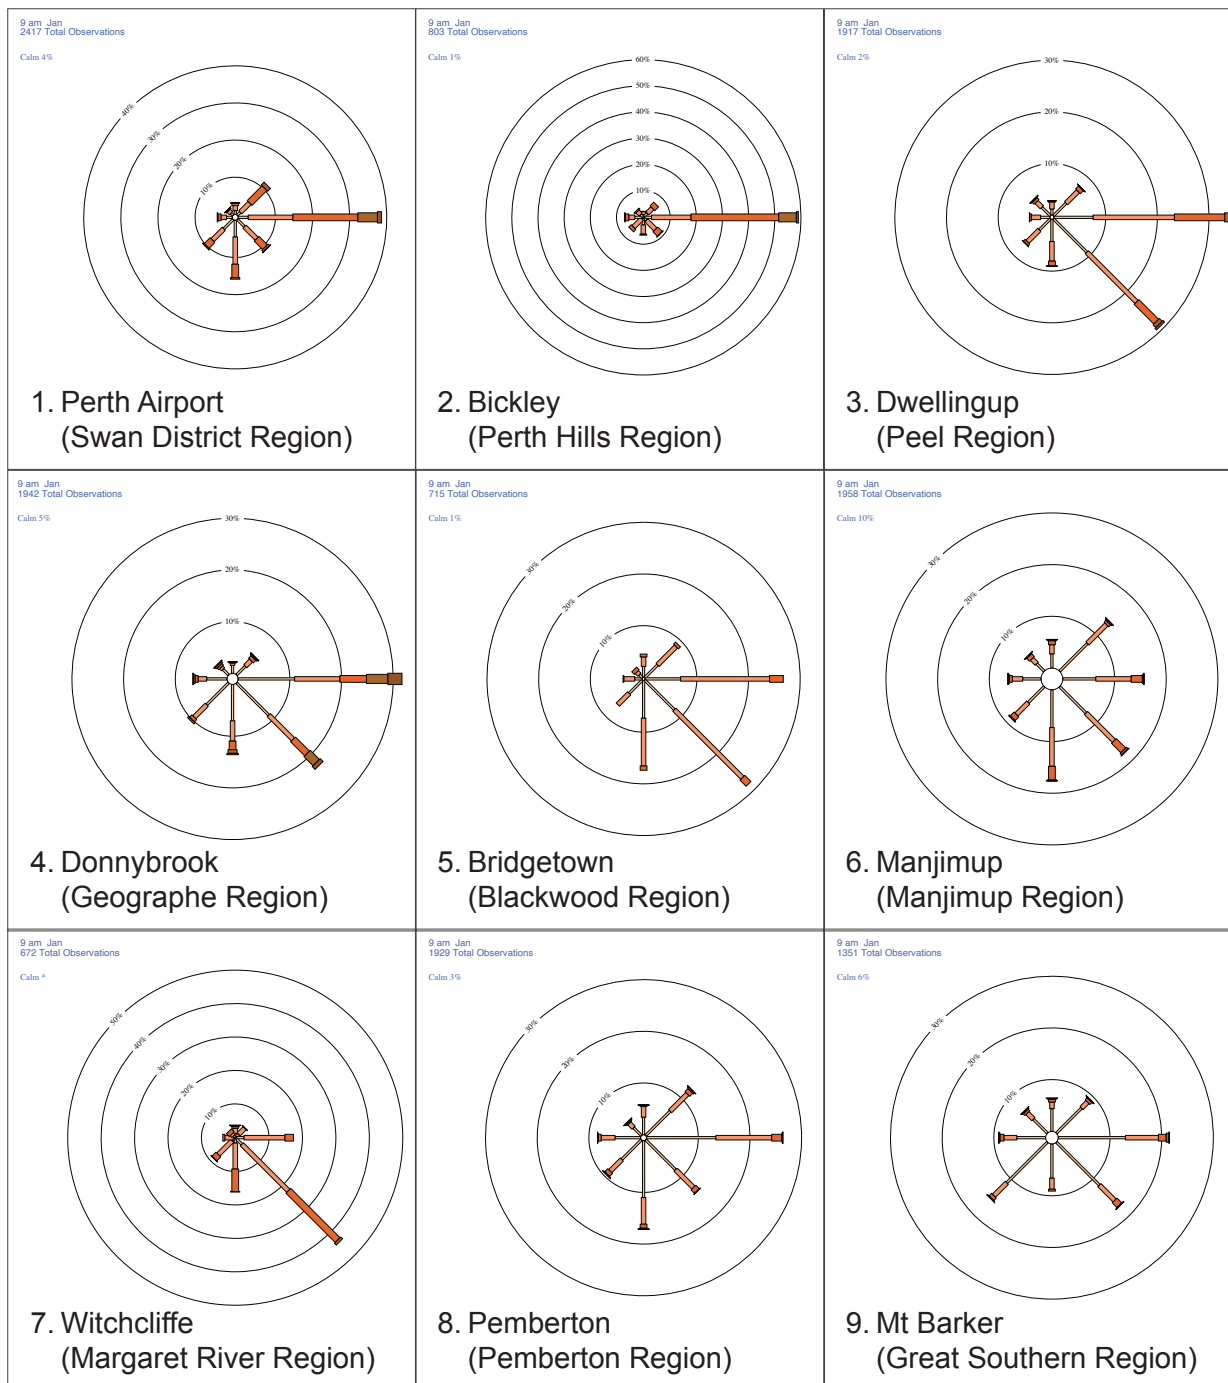 9 am Jan
2417 Total Observations
Calm 4%
40%
30%
20%
10%
1. Perth Airport
(Swan District Region)
9 am Jan
803 Total Observations
Calm 1%
60%
50%
40%
30%
20%
10%
2. Bickley
(Perth Hills Region)
9 am Jan
1917 Total Observations
Calm 2%
30%
20%
10%
3. Dwellingup
(Peel Region)
9 am Jan
1942 Total Observations
Calm 5%
30%
20%
10%
4. Donnybrook
(Geographe Region)
9 am Jan
715 Total Observations
Calm 1%
30%
20%
10%
5. Bridgetown
(Blackwood Region)
9 am Jan
1958 Total Observations
Calm 10%
30%
20%
10%
6. Manjimup
(Manjimup Region)
9 am Jan
672 Total Observations
Calm *
50%
40%
30%
20%
10%
7. Witchcliffe
(Margaret River Region)
9 am Jan
1929 Total Observations
Calm 3%
30%
20%
10%
8. Pemberton
(Pemberton Region)
9 am Jan
1351 Total Observations
Calm 6%
30%
20%
10%
9. Mt Barker
(Great Southern Region)